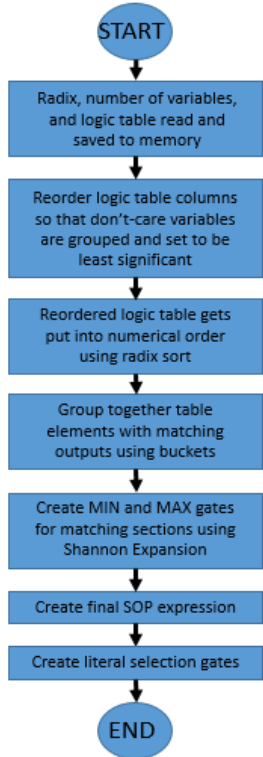 START
Radix, number of variables,
and logic table read and
saved to memory
Reorder logic table columns
so that don't-care variables
are grouped and set to be
least significant
Reordered logic table gets
put into numerical order
using radix sort
Group together table
elements with matching
outputs using buckets
Create MIN and MAX gates
for matching sections using
Shannon Expansion
Create final SOP expression
Create literal selection gates
END